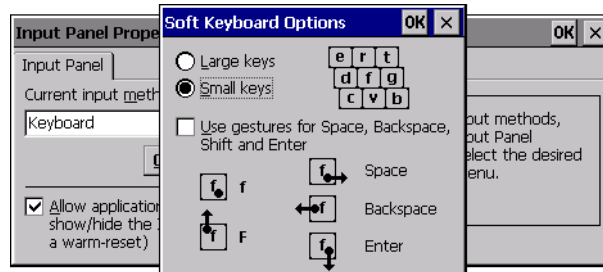 Input Panel Prope
OK ×
Input Panel
Current input meth
Keyboard
Allow application
show/hide the
a warm-reset)
put methods,
put Panel
elect the desired
enu.
Soft Keyboard Options
OK ×
Large keys
Small keys
e r t
d f g
c v b
Use gestures for Space, Backspace,
Shift and Enter
f f
f Space
f Backspace
f F
f Enter